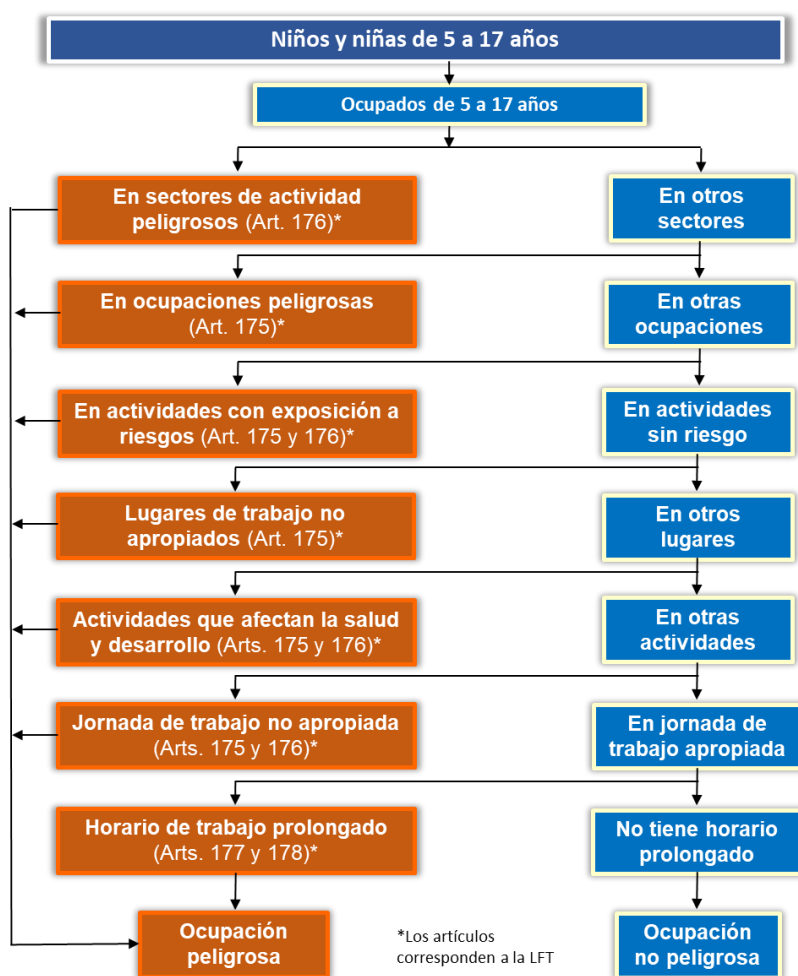 Niños y niñas de 5 a 17 años
Ocupados de 5 a 17 años
En sectores de actividad
peligrosos (Art. 176)*
En otros
sectores
En ocupaciones peligrosas
(Art. 175)*
En otras
ocupaciones
En actividades con exposición a
riesgos (Art. 175 y 176)*
En actividades
sin riesgo
Lugares de trabajo no
apropiados (Art. 175)*
En otros
lugares
Actividades que afectan la salud
y desarrollo (Arts. 175 y 176)*
En otras
actividades
Jornada de trabajo no apropiada
(Arts. 175 y 176)*
En jornada de
trabajo apropiada
Horario de trabajo prolongado
(Arts. 177 y 178)*
No tiene horario
prolongado
Ocupación
peligrosa
*Los artículos
corresponden a la LFT
Ocupación
no peligrosa